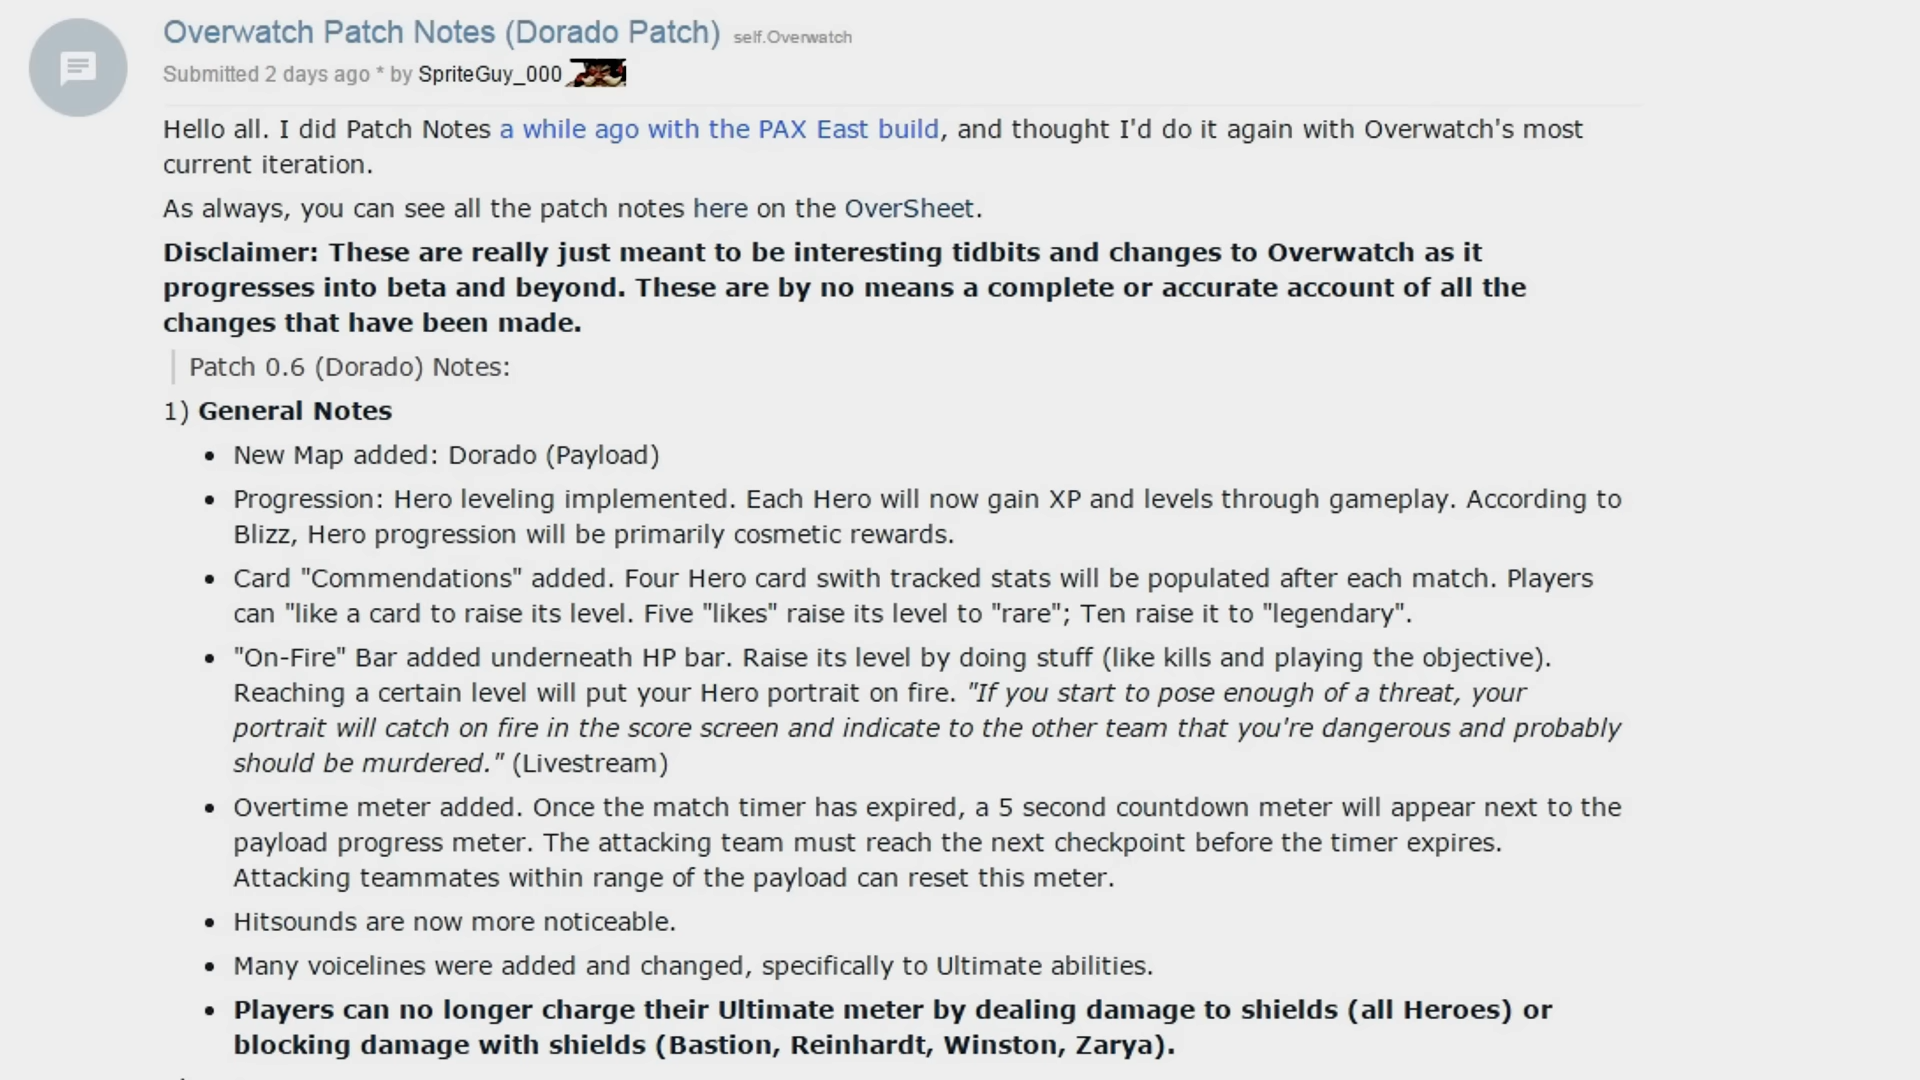 Overwatch Patch Notes (Dorado Patch) self.Overwatch
Submitted 2 days ago * by SpriteGuy_000
Hello all. I did Patch Notes a while ago with the PAX East build, and thought I'd do it again with Overwatch's most
current iteration.
As always, you can see all the patch notes here on the OverSheet.
Disclaimer: These are really just meant to be interesting tidbits and changes to Overwatch as it
progresses into beta and beyond. These are by no means a complete or accurate account of all the
changes that have been made.
Patch 0.6 (Dorado) Notes:
1) General Notes
• New Map added: Dorado (Payload)
• Progression: Hero leveling implemented. Each Hero will now gain XP and levels through gameplay. According to
Blizz, Hero progression will be primarily cosmetic rewards.
• Card "Commendations" added. Four Hero card swith tracked stats will be populated after each match. Players
can "like a card to raise its level. Five "likes" raise its level to "rare"; Ten raise it to "legendary".
• "On-Fire" Bar added underneath HP bar. Raise its level by doing stuff (like kills and playing the objective).
Reaching a certain level will put your Hero portrait on fire. "If you start to pose enough of a threat, your
portrait will catch on fire in the score screen and indicate to the other team that you're dangerous and probably
should be murdered." (Livestream)
• Overtime meter added. Once the match timer has expired, a 5 second countdown meter will appear next to the
payload progress meter. The attacking team must reach the next checkpoint before the timer expires.
Attacking teammates within range of the payload can reset this meter.
• Hitsounds are now more noticeable.
• Many voicelines were added and changed, specifically to Ultimate abilities.
• Players can no longer charge their Ultimate meter by dealing damage to shields (all Heroes) or
blocking damage with shields (Bastion, Reinhardt, Winston, Zarya).